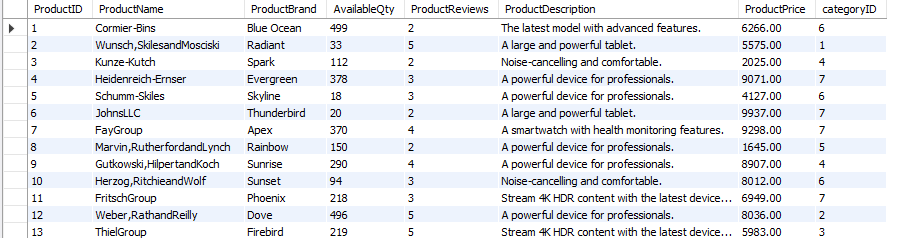 ProductID ProductName ProductBrand AvailableQty ProductReviews ProductDescription ProductPrice categoryID
1 Cormier-Bins Blue Ocean 499 2 The latest model with advanced features. 6266.00 6
2 Wunsch,SkilesandMosciski Radiant 33 5 A large and powerful tablet. 5575.00 1
3 Kunze-Kutch Spark 112 2 Noise-cancelling and comfortable. 2025.00 4
4 Heidenreich-Ernser Evergreen 378 3 A powerful device for professionals. 9071.00 7
5 Schumm-Skiles Skyline 18 3 A powerful device for professionals. 4127.00 6
6 JohnsLLC Thunderbird 20 2 A large and powerful tablet. 9937.00 7
7 FayGroup Apex 370 4 A smartwatch with health monitoring features. 9298.00 7
8 Marvin,RutherfordandLynch Rainbow 150 2 A powerful device for professionals. 1645.00 5
9 Gutkowski,HilpertandKoch Sunrise 290 4 A powerful device for professionals. 8907.00 4
10 Herzog,RitchieandWolf Sunset 94 3 Noise-cancelling and comfortable. 8012.00 6
11 FritschGroup Phoenix 218 3 Stream 4K HDR content with the latest device... 6949.00 7
12 Weber,RathandReilly Dove 496 5 A powerful device for professionals. 8036.00 2
13 ThielGroup Firebird 219 5 Stream 4K HDR content with the latest device... 5983.00 3